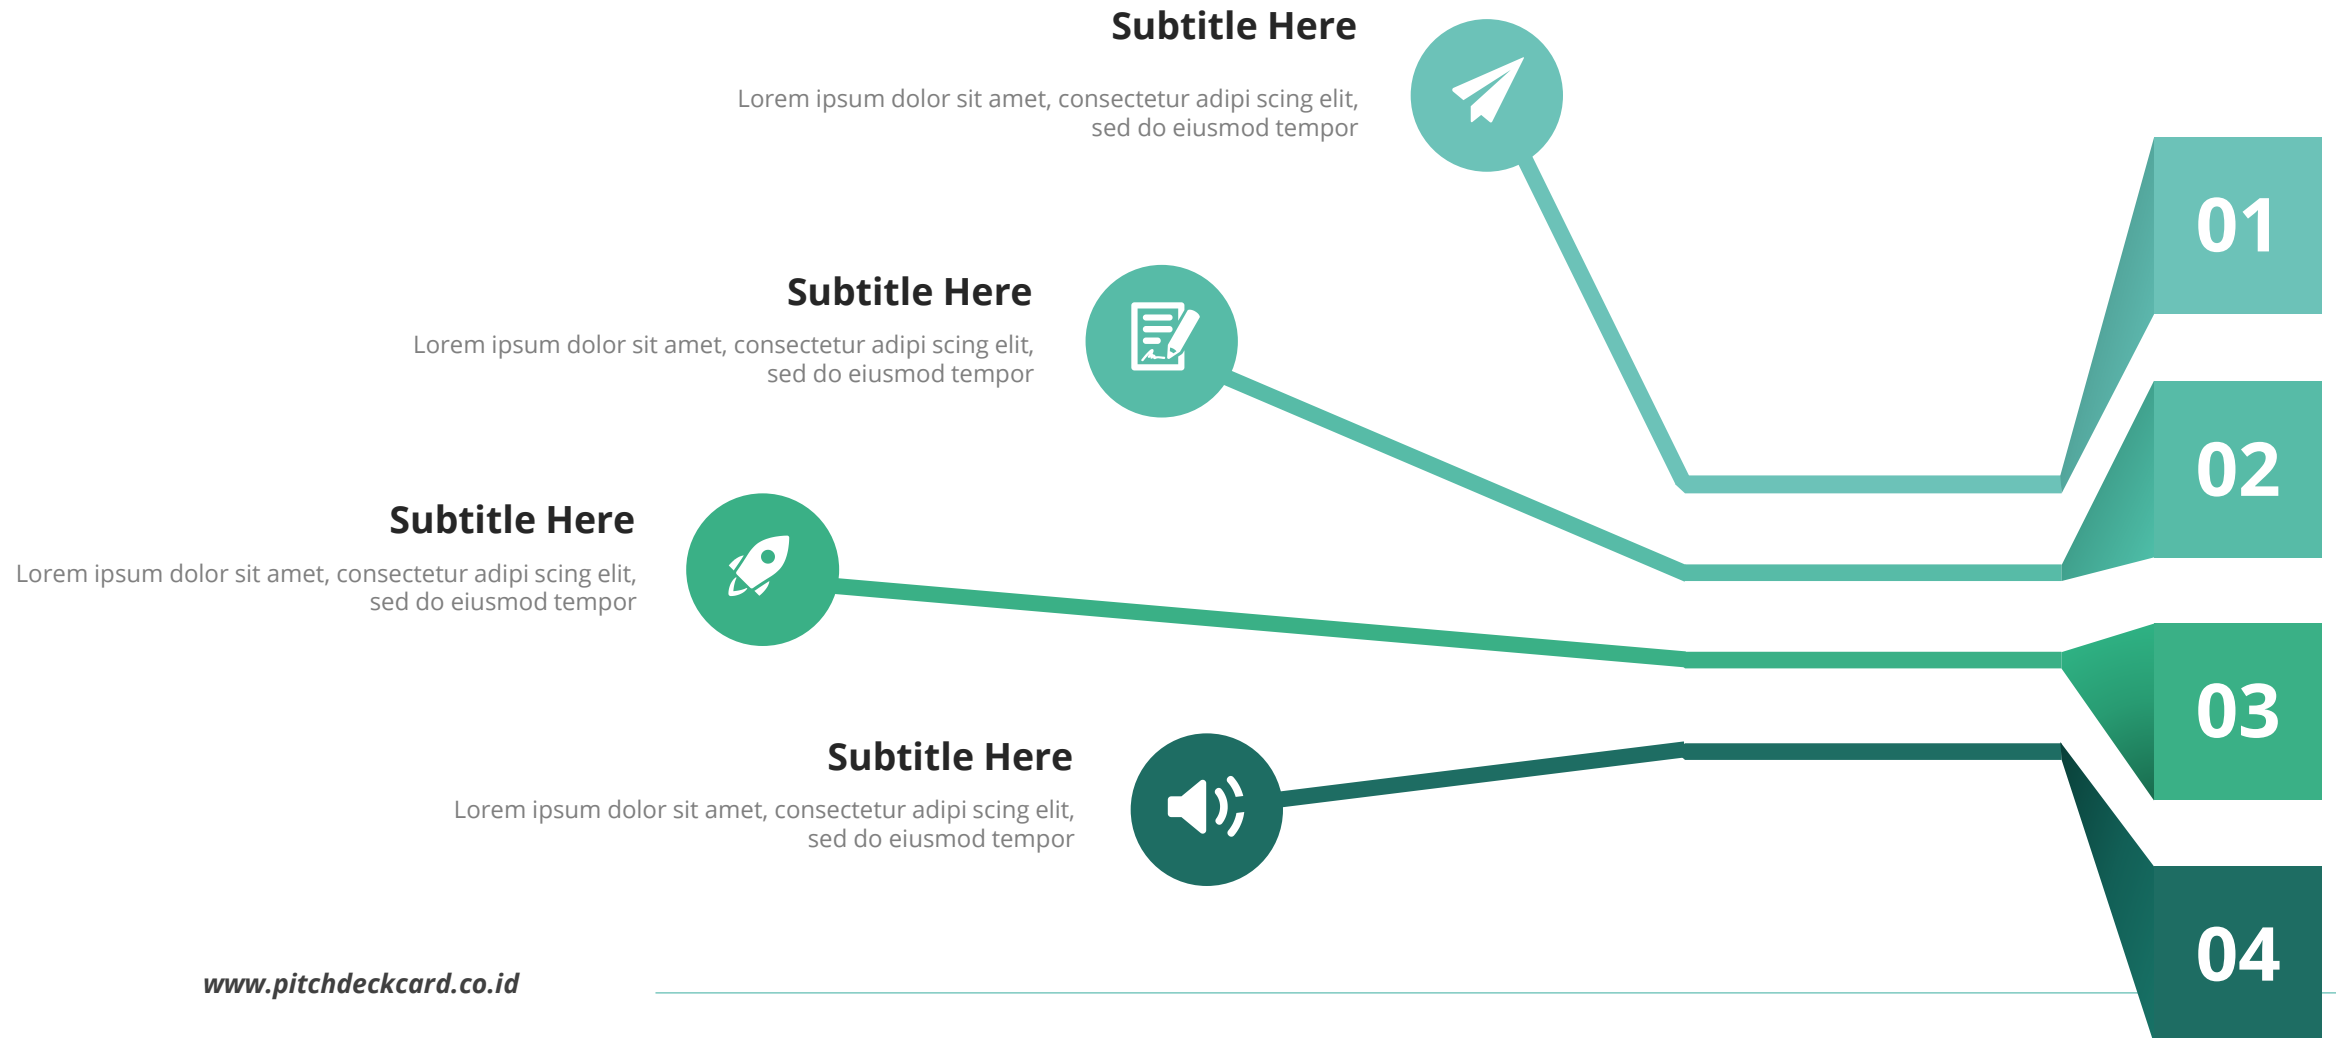 Subtitle Here
Lorem ipsum dolor sit amet, consectetur adipi scing elit,
sed do eiusmod tempor
01
Subtitle Here
Lorem ipsum dolor sit amet, consectetur adipi scing elit,
sed do eiusmod tempor
02
Subtitle Here
Lorem ipsum dolor sit amet, consectetur adipi scing elit,
sed do eiusmod tempor
03
Subtitle Here
Lorem ipsum dolor sit amet, consectetur adipi scing elit,
sed do eiusmod tempor
04
www.pitchdeckcard.co.id